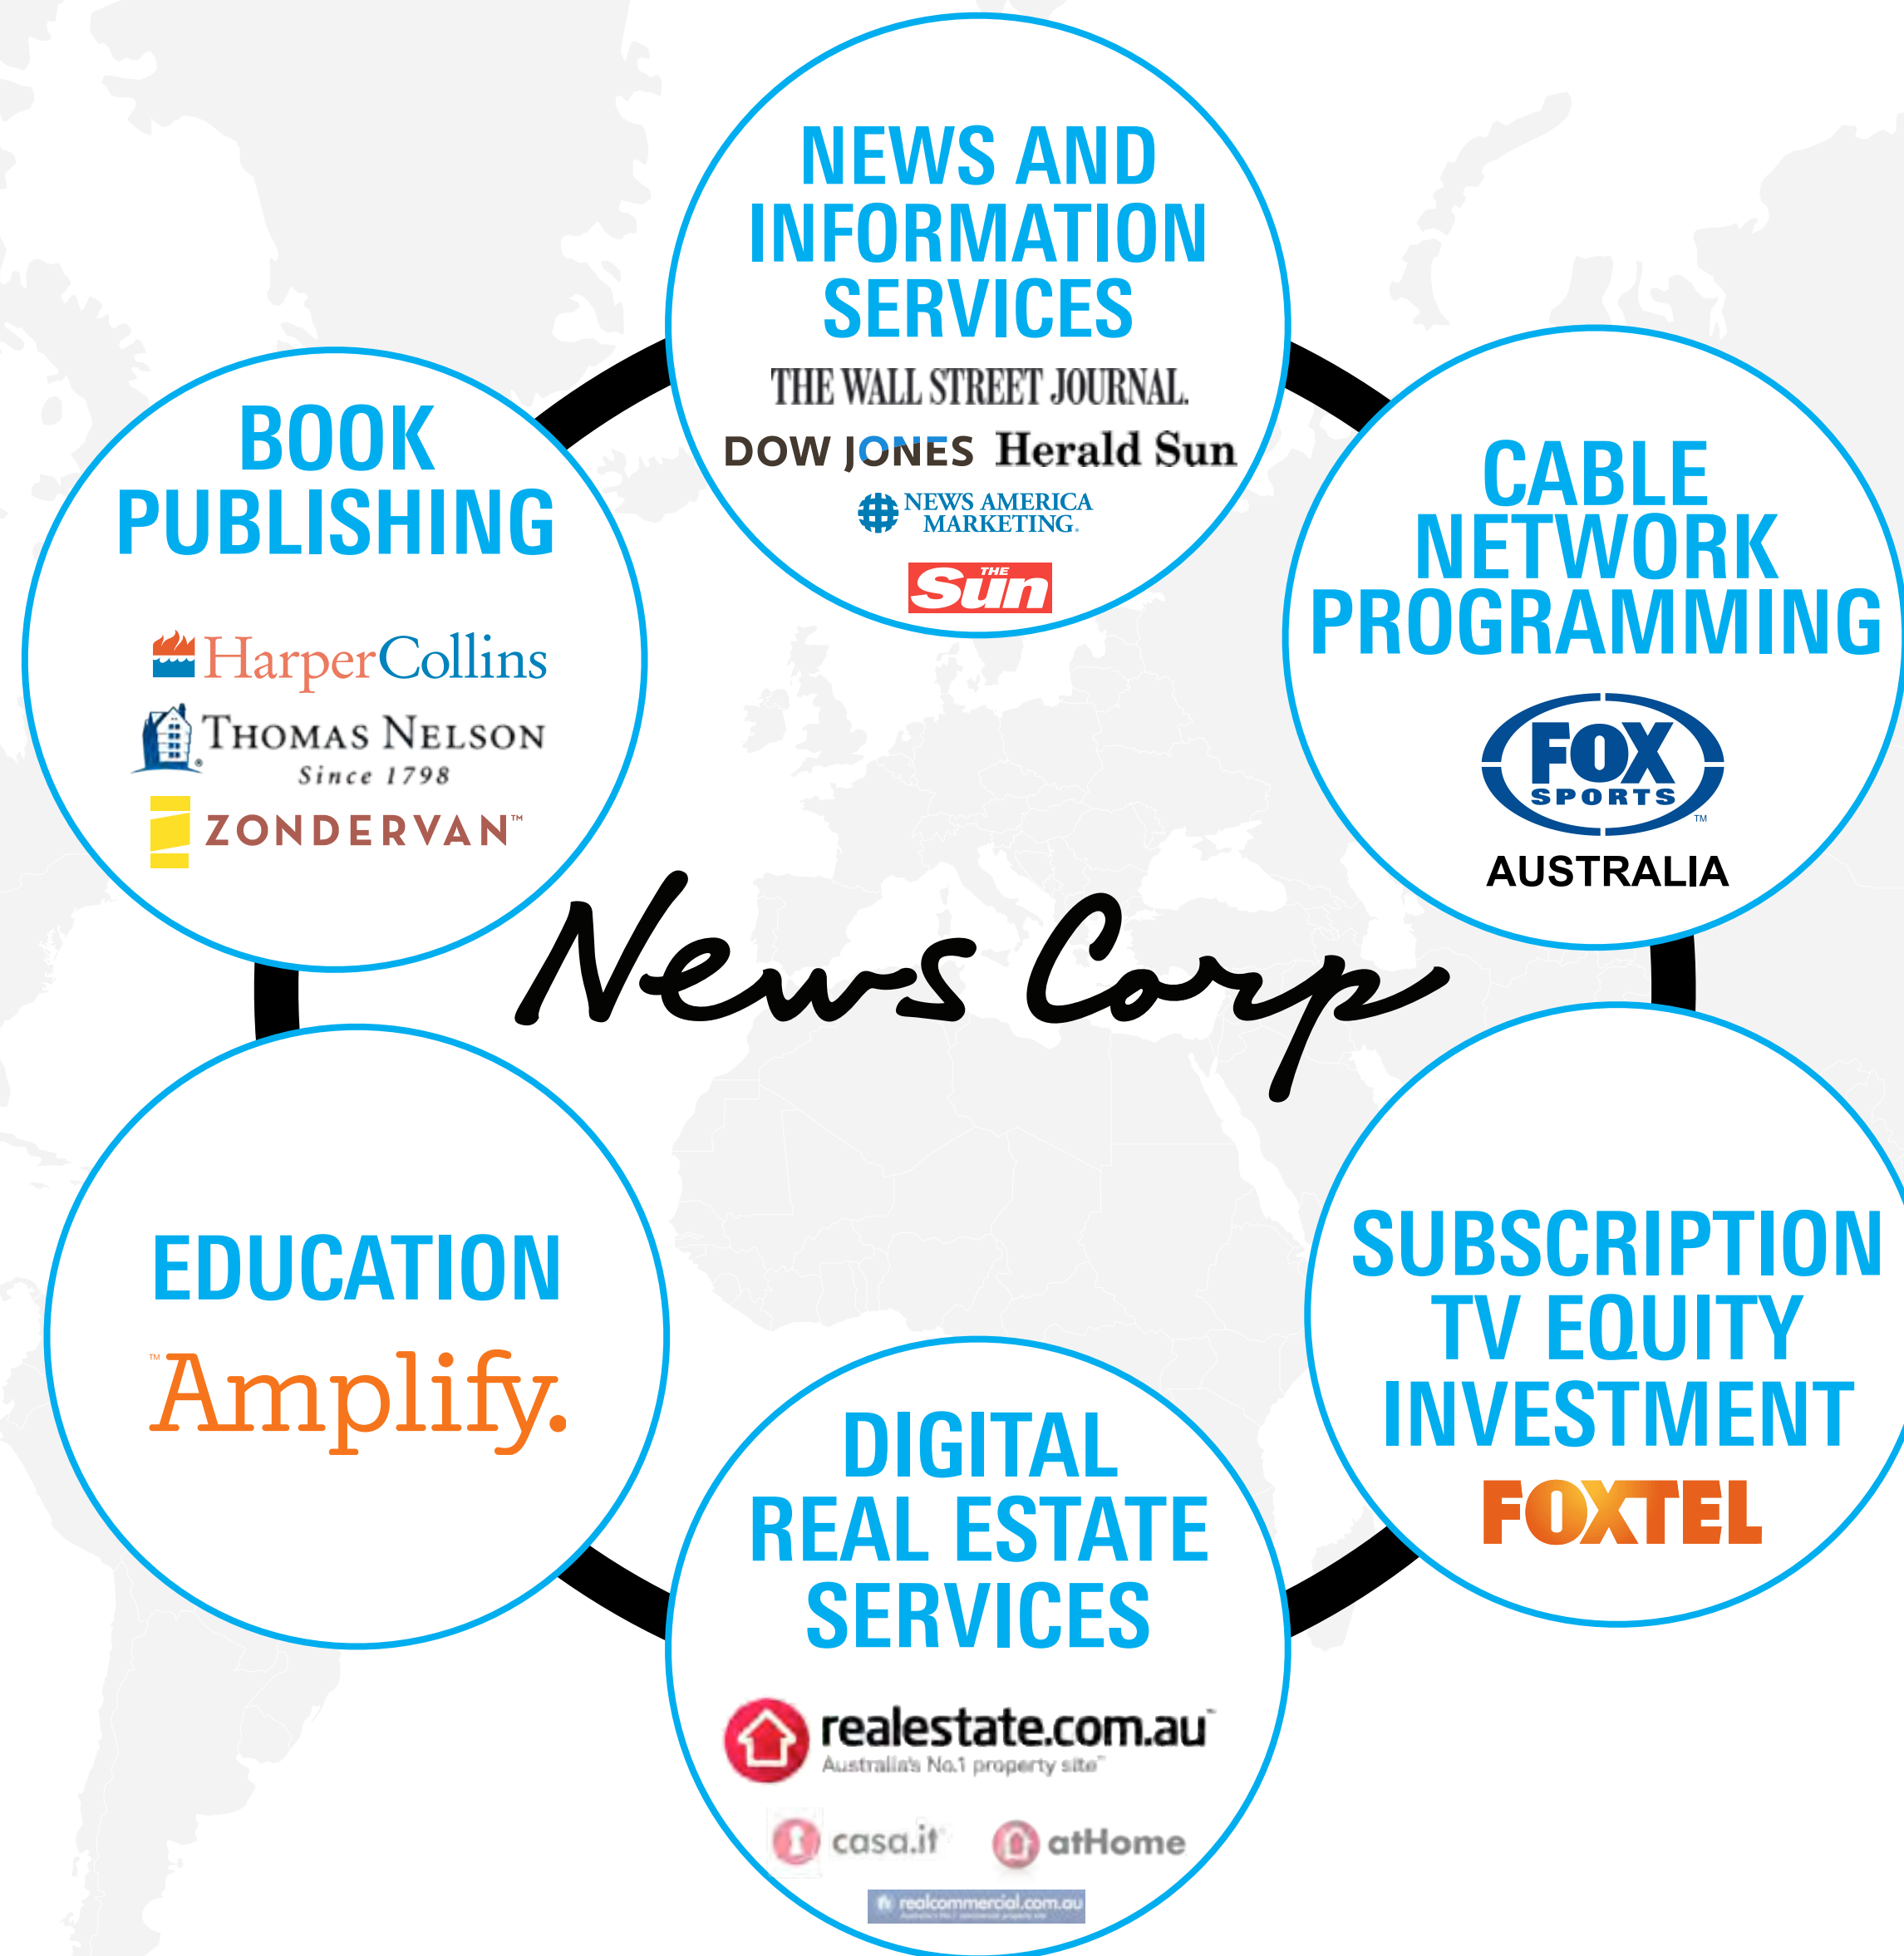 NEWS AND
INFORMATION
SERVICES
THE WALL STREET JOURNAL.
DOW JONES Herald Sun
NEWS AMERICA
MARKETING.
THE
Sun
BOOK
PUBLISHING
HarperCollins
THOMAS NELSON
Since 1798
ZONDERVAN™
CABLE
NETWORK
PROGRAMMING
FOX
SPORTS
TM
AUSTRALIA
News Corp
EDUCATION
TM
Amplify.
SUBSCRIPTION
TV EQUITY
INVESTMENT
FOXTEL
DIGITAL
REAL ESTATE
SERVICES
realestate.com.au
Australia's No.1 property site
casa.it atHome
realcommercial.com.au